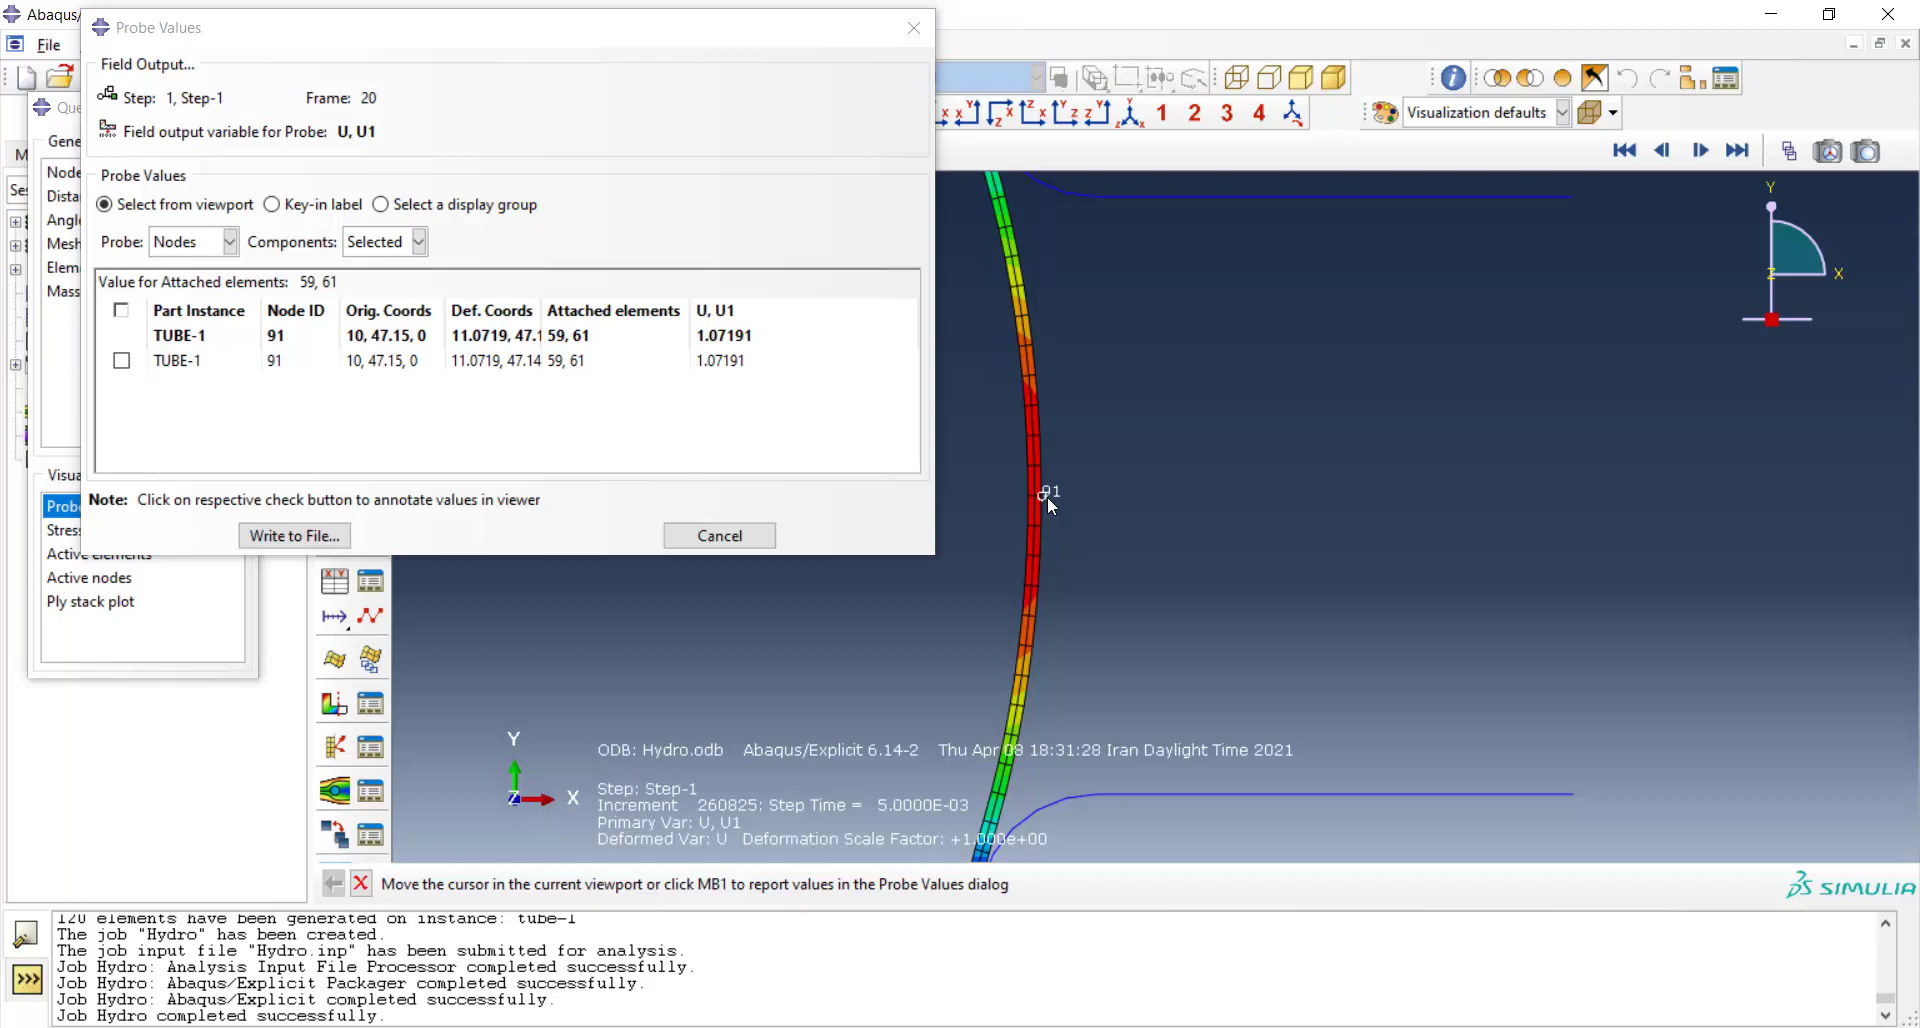 Abaqus/
Probe Values
File
Field Output...
Step: 1, Step-1 Frame: 20
Field output variable for Probe: U, U1
Probe Values
Select from viewport Key-in label Select a display group
Probe: Nodes Components: Selected
Value for Attached elements: 59, 61
Part Instance Node ID Orig. Coords Def. Coords Attached elements U, U1
TUBE-1 91 10, 47.15, 0 11.0719, 47.1 59, 61 1.07191
TUBE-1 91 10, 47.15, 0 11.0719, 47.14 59, 61 1.07191
Note: Click on respective check button to annotate values in viewer
Write to File... Cancel
Que
Gene
Node
Dista
Angl
Mesh
Elem
Mass
Visua
Probe
Stress
Active elements
Active nodes
Ply stack plot
M
Ses
1 2 3 4
Visualization defaults
Y
Z X
91
Y
Z X
ODB: Hydro.odb Abaqus/Explicit 6.14-2 Thu Apr 08 18:31:28 Iran Daylight Time 2021
Step: Step-1
Increment 260825: Step Time = 5.0000E-03
Primary Var: U, U1
Deformed Var: U Deformation Scale Factor: +1.000e+00
Move the cursor in the current viewport or click MB1 to report values in the Probe Values dialog
SIMULIA
120 elements have been generated on instance: tube-1
The job "Hydro" has been created.
The job input file "Hydro.inp" has been submitted for analysis.
Job Hydro: Analysis Input File Processor completed successfully.
Job Hydro: Abaqus/Explicit Packager completed successfully.
Job Hydro: Abaqus/Explicit completed successfully.
Job Hydro completed successfully.